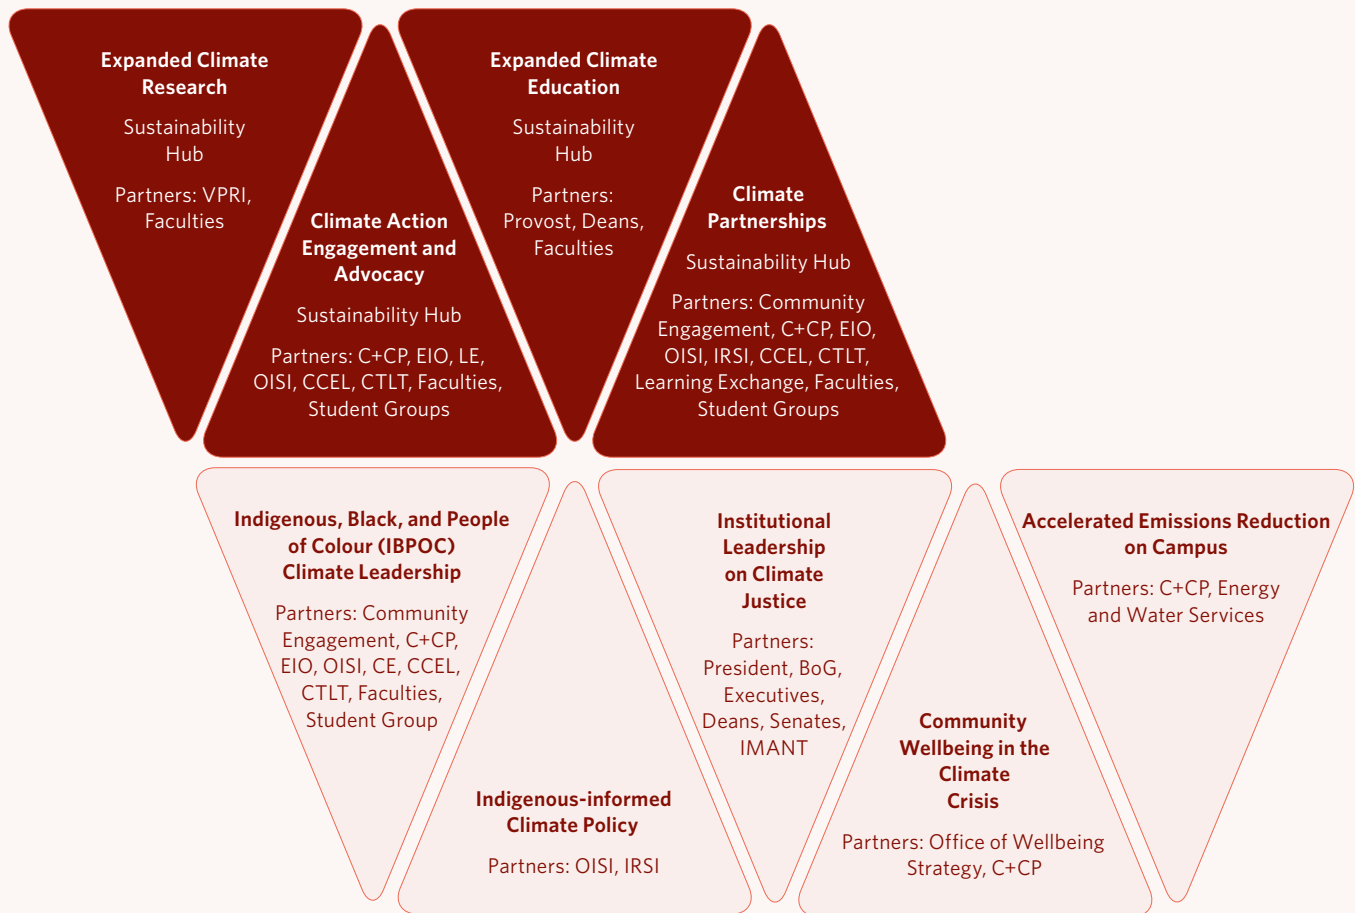 Expanded Climate
Research
Sustainability
Hub
Partners: VPRI,
Faculties
Climate Action
Engagement and
Advocacy
Sustainability Hub
Partners: C+CP, EIO, LE,
OISI, CCEL, CTLT, Faculties,
Student Groups
Expanded Climate
Education
Sustainability
Hub
Partners:
Provost, Deans,
Faculties
Climate
Partnerships
Sustainability Hub
Partners: Community
Engagement, C+CP, EIO,
OISI, IRSI, CCEL, CTLT,
Learning Exchange, Faculties,
Student Groups
Indigenous, Black, and People
of Colour (IBPOC)
Climate Leadership
Partners: Community
Engagement, C+CP,
EIO, OISI, CE, CCEL,
CTLT, Faculties,
Student Group
Indigenous-informed
Climate Policy
Partners: OISI, IRSI
Institutional
Leadership
on Climate
Justice
Partners:
President, BoG,
Executives,
Deans, Senates,
IMANT
Community
Wellbeing in the
Climate
Crisis
Partners: Office of Wellbeing
Strategy, C+CP
Accelerated Emissions Reduction
on Campus
Partners: C+CP, Energy
and Water Services